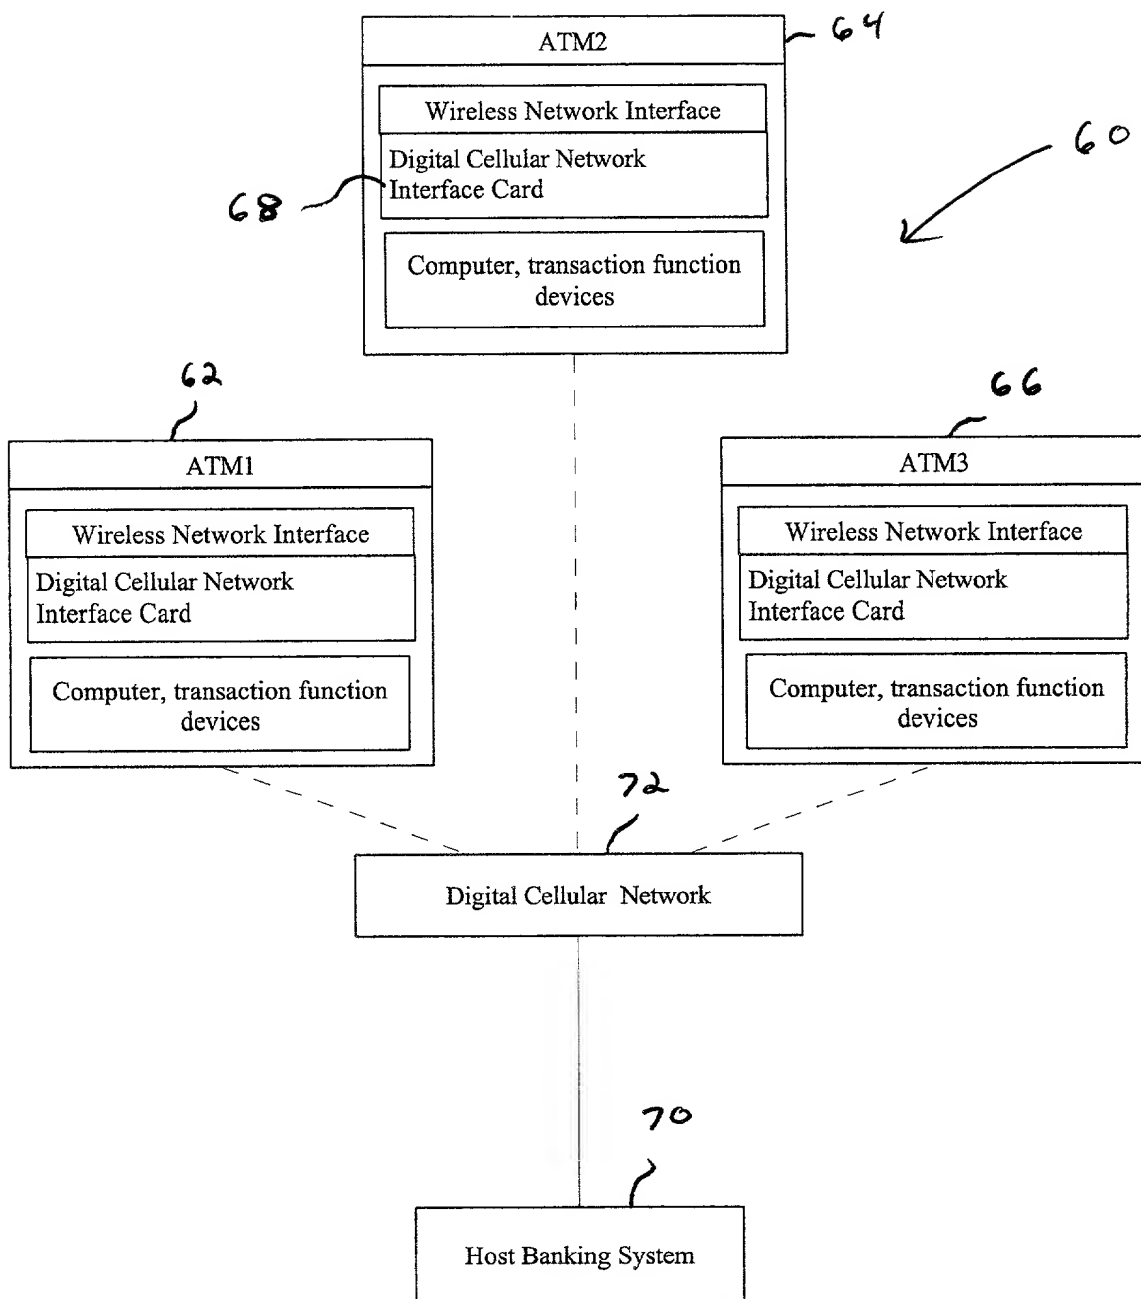 ATM2
64
Wireless Network Interface
Digital Cellular Network
Interface Card
60
68
Computer, transaction function
devices
62
66
ATM1
Wireless Network Interface
Digital Cellular Network
Interface Card
Computer, transaction function
devices
ATM3
Wireless Network Interface
Digital Cellular Network
Interface Card
Computer, transaction function
devices
72
Digital Cellular Network
70
Host Banking System